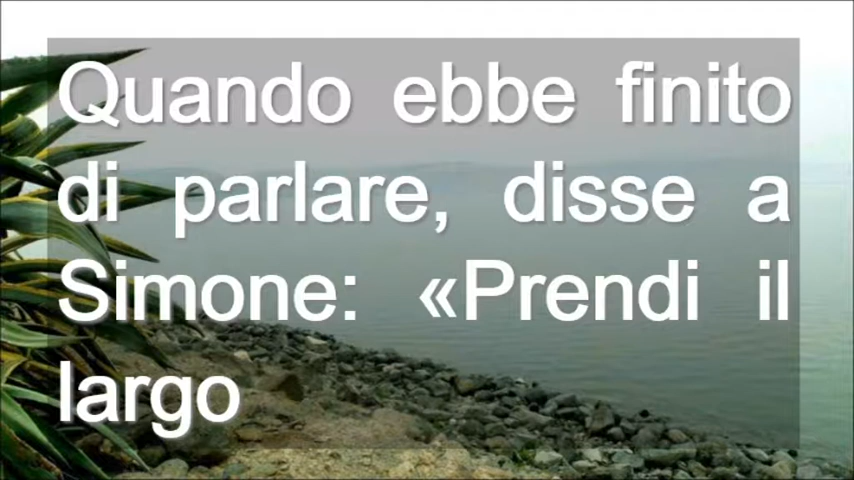 Quando ebbe finito
di parlare, disse a
Simone: «Prendi il
largo